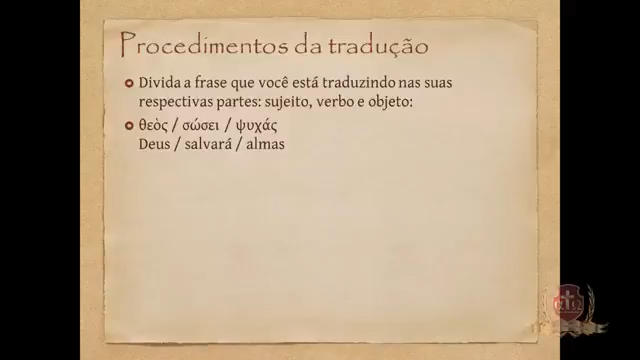 Procedimentos da tradução
Divida a frase que você está traduzindo nas suas
respectivas partes: sujeito, verbo e objeto:
θεὸς / σώσει / ψυχάς
Deus / salvará / almas